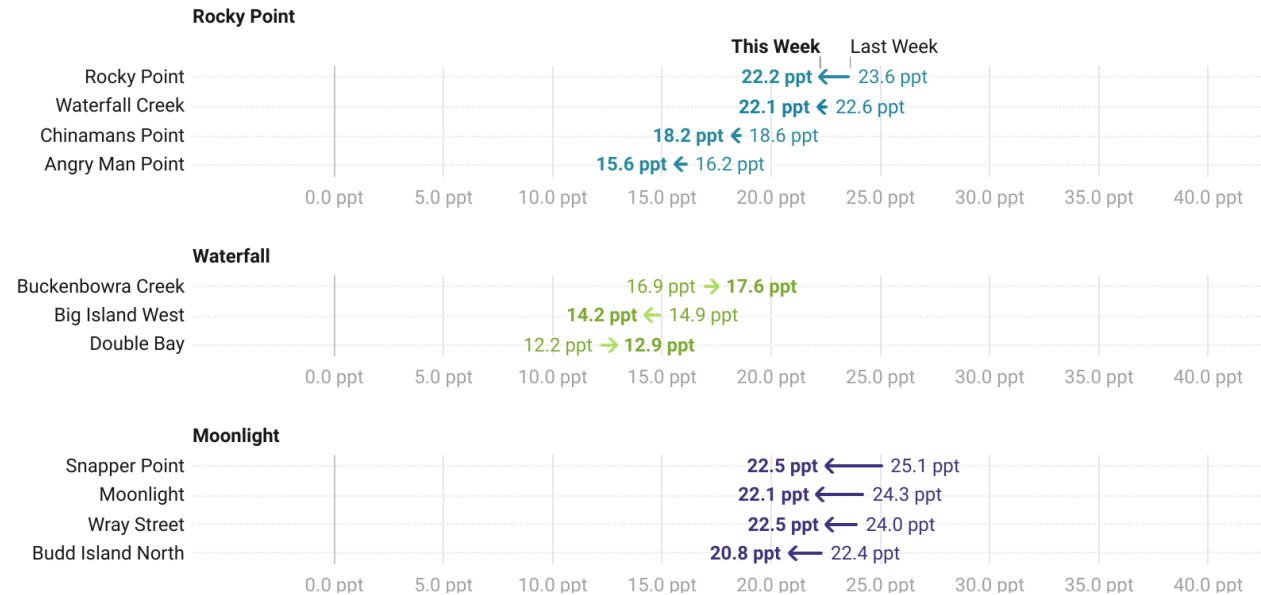 Rocky Point
This Week Last Week
Rocky Point 22.2 ppt 23.6 ppt
Waterfall Creek 22.1 ppt 22.6 ppt
Chinamans Point 18.2 ppt 18.6 ppt
Angry Man Point 15.6 ppt 16.2 ppt
0.0 ppt 5.0 ppt 10.0 ppt 15.0 ppt 20.0 ppt 25.0 ppt 30.0 ppt 35.0 ppt 40.0 ppt
Waterfall
Buckenbowra Creek 16.9 ppt 17.6 ppt
Big Island West 14.2 ppt 14.9 ppt
Double Bay 12.2 ppt 12.9 ppt
0.0 ppt 5.0 ppt 10.0 ppt 15.0 ppt 20.0 ppt 25.0 ppt 30.0 ppt 35.0 ppt 40.0 ppt
Moonlight
Snapper Point 22.5 ppt 25.1 ppt
Moonlight 22.1 ppt 24.3 ppt
Wray Street 22.5 ppt 24.0 ppt
Budd Island North 20.8 ppt 22.4 ppt
0.0 ppt 5.0 ppt 10.0 ppt 15.0 ppt 20.0 ppt 25.0 ppt 30.0 ppt 35.0 ppt 40.0 ppt